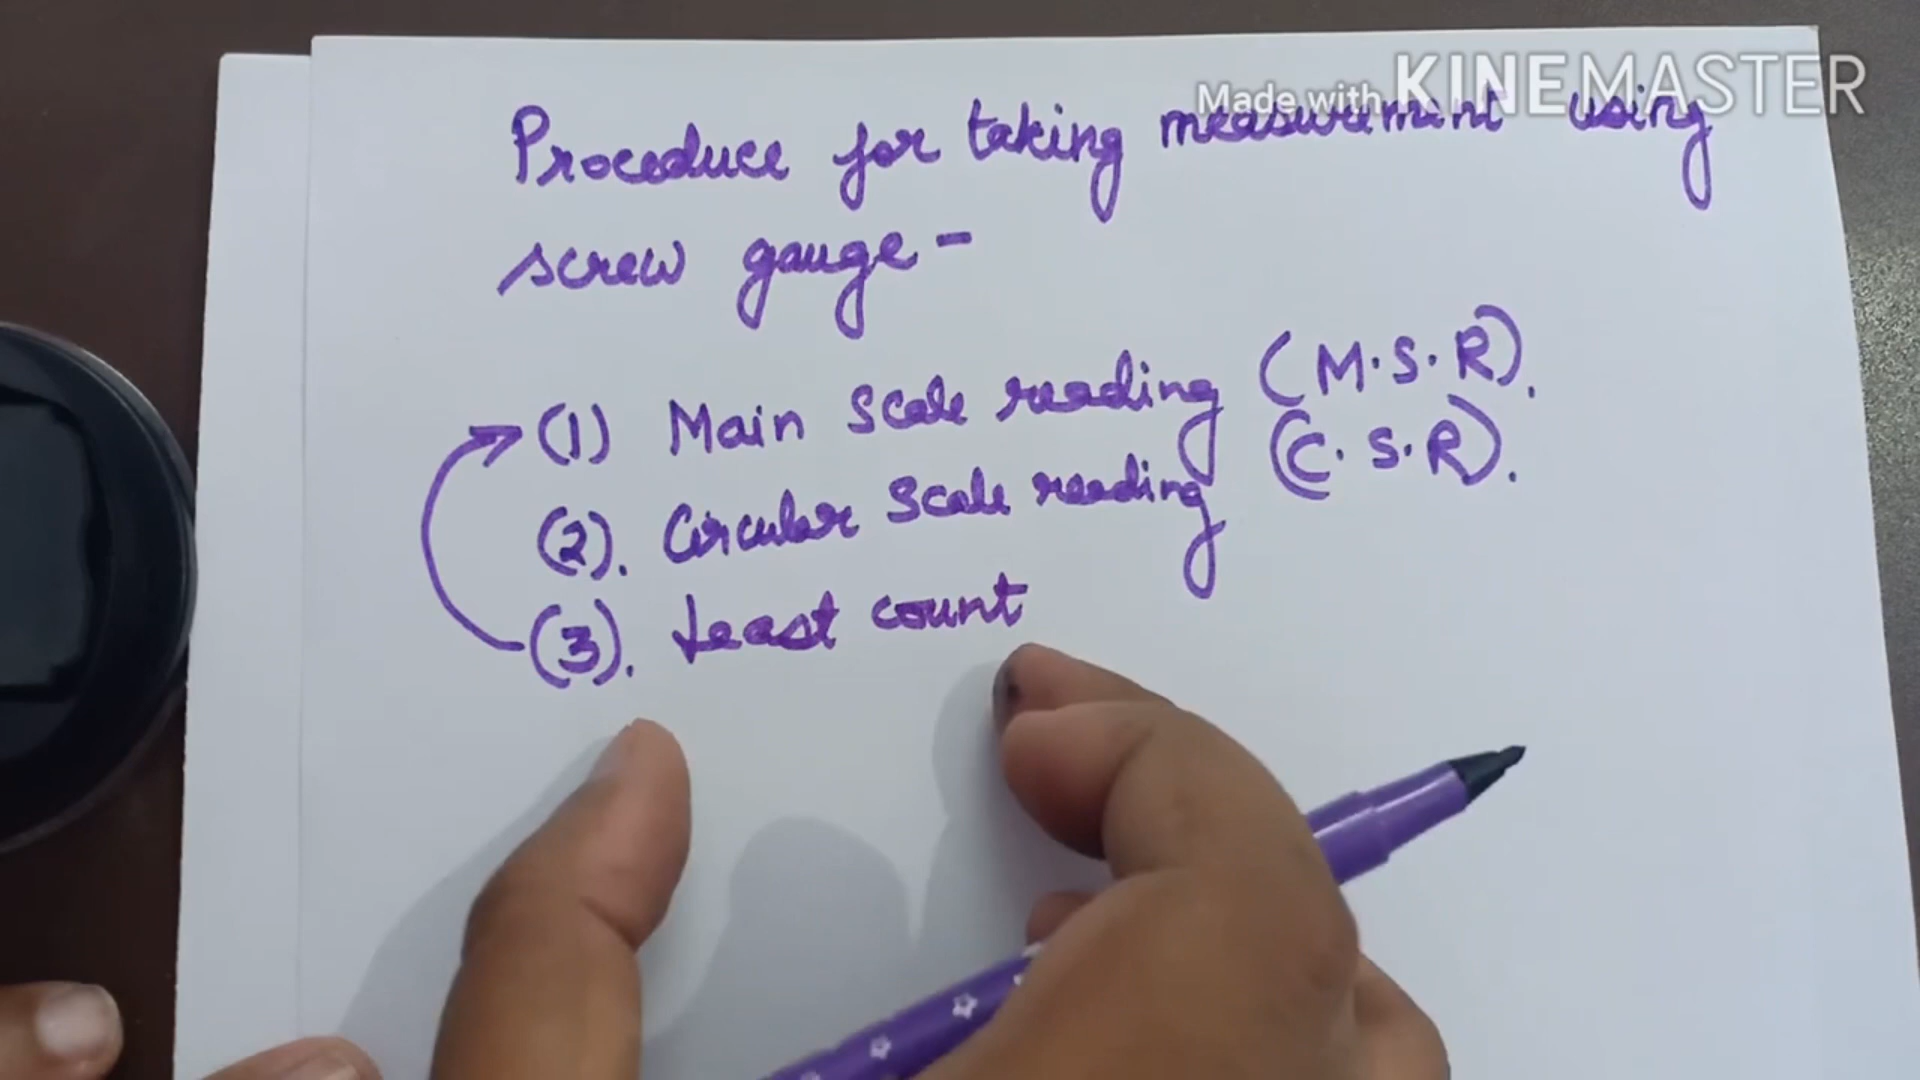 Made with KINEMASTER
Procedure for taking measurement using
screw gauge -
(1) Main scale reading (M.S.R).
(2). Circular scale reading (C.S.R).
(3). Least count